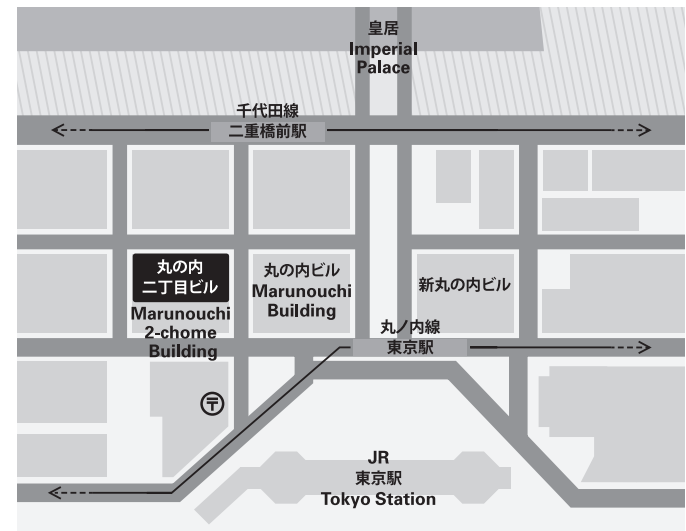 皇居
Imperial
Palace
千代田線
二重橋前駅
丸の内
二丁目ビル
Marunouchi
2-chome
Building
丸の内ビル
Marunouchi
Building
新丸の内ビル
丸ノ内線
東京駅
〒
JR
東京駅
Tokyo Station